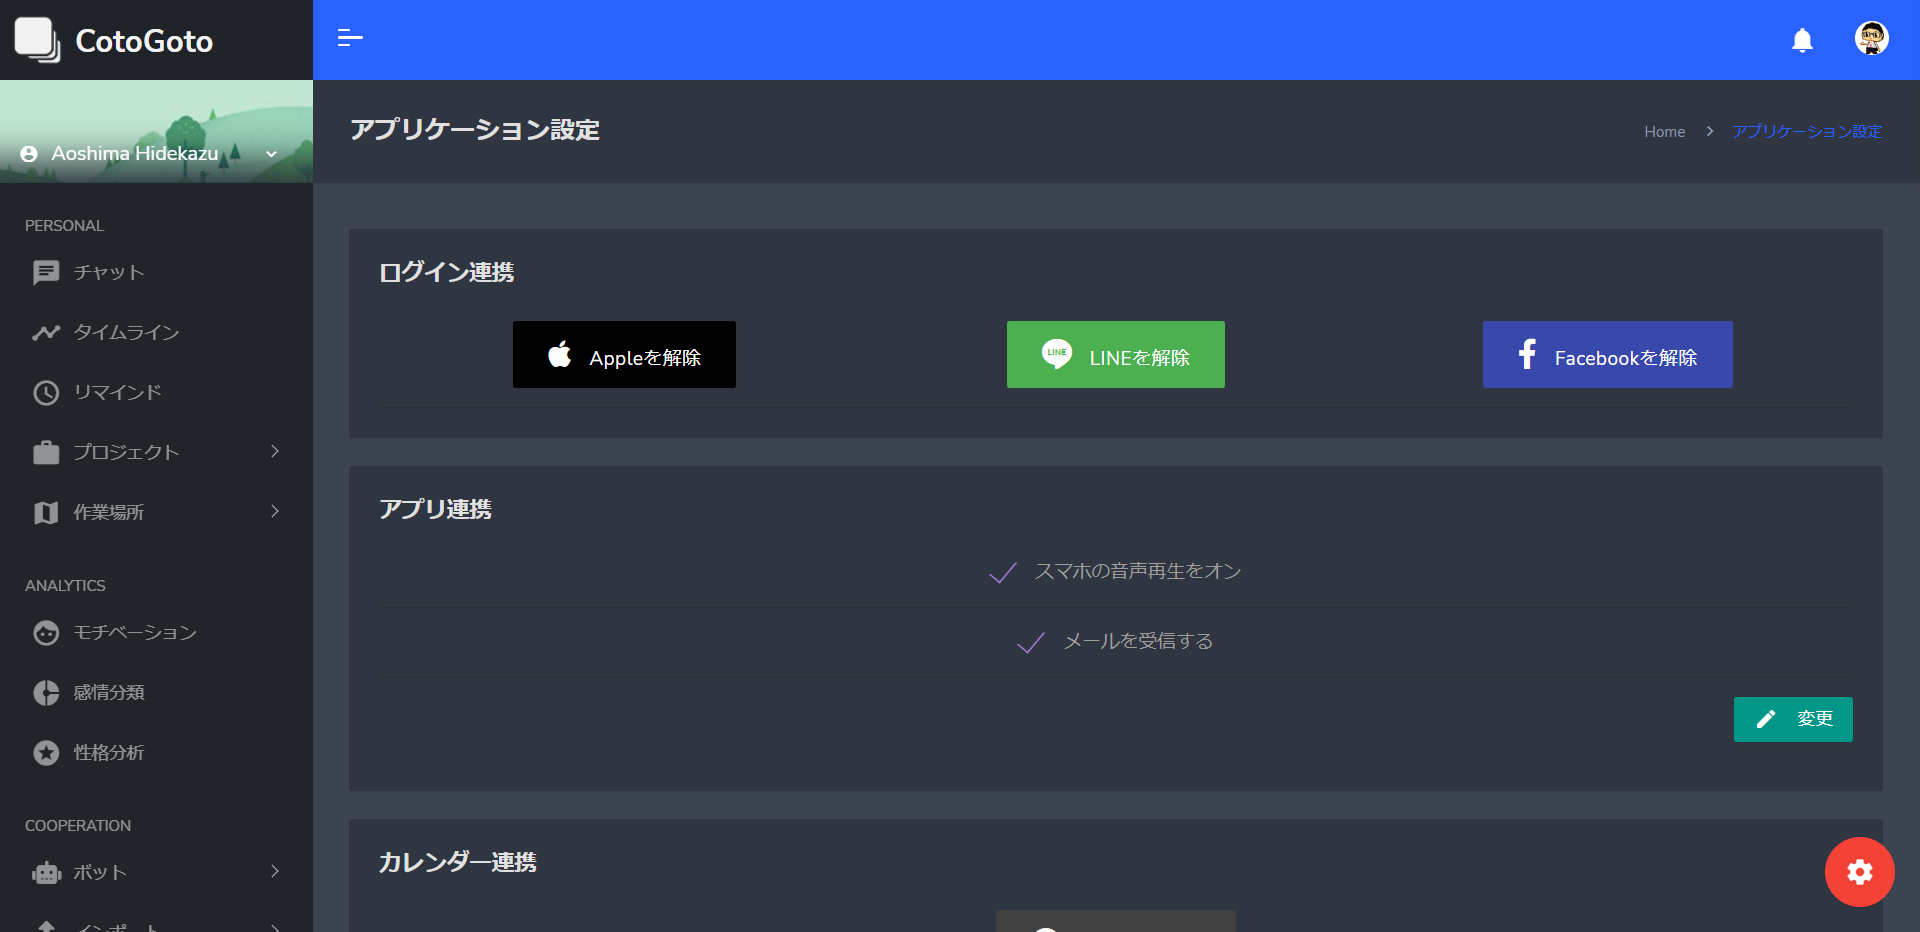 CotoGoto
Aoshima Hidekazu
PERSONAL
チャット
タイムライン
リマインド
プロジェクト
作業場所
ANALYTICS
モチベーション
感情分類
性格分析
COOPERATION
ボット
インポート
アプリケーション設定
Home
アプリケーション設定
ログイン連携
Appleを解除
LINE
LINEを解除
Facebookを解除
アプリ連携
スマホの音声再生をオン
メールを受信する
変更
カレンダー連携